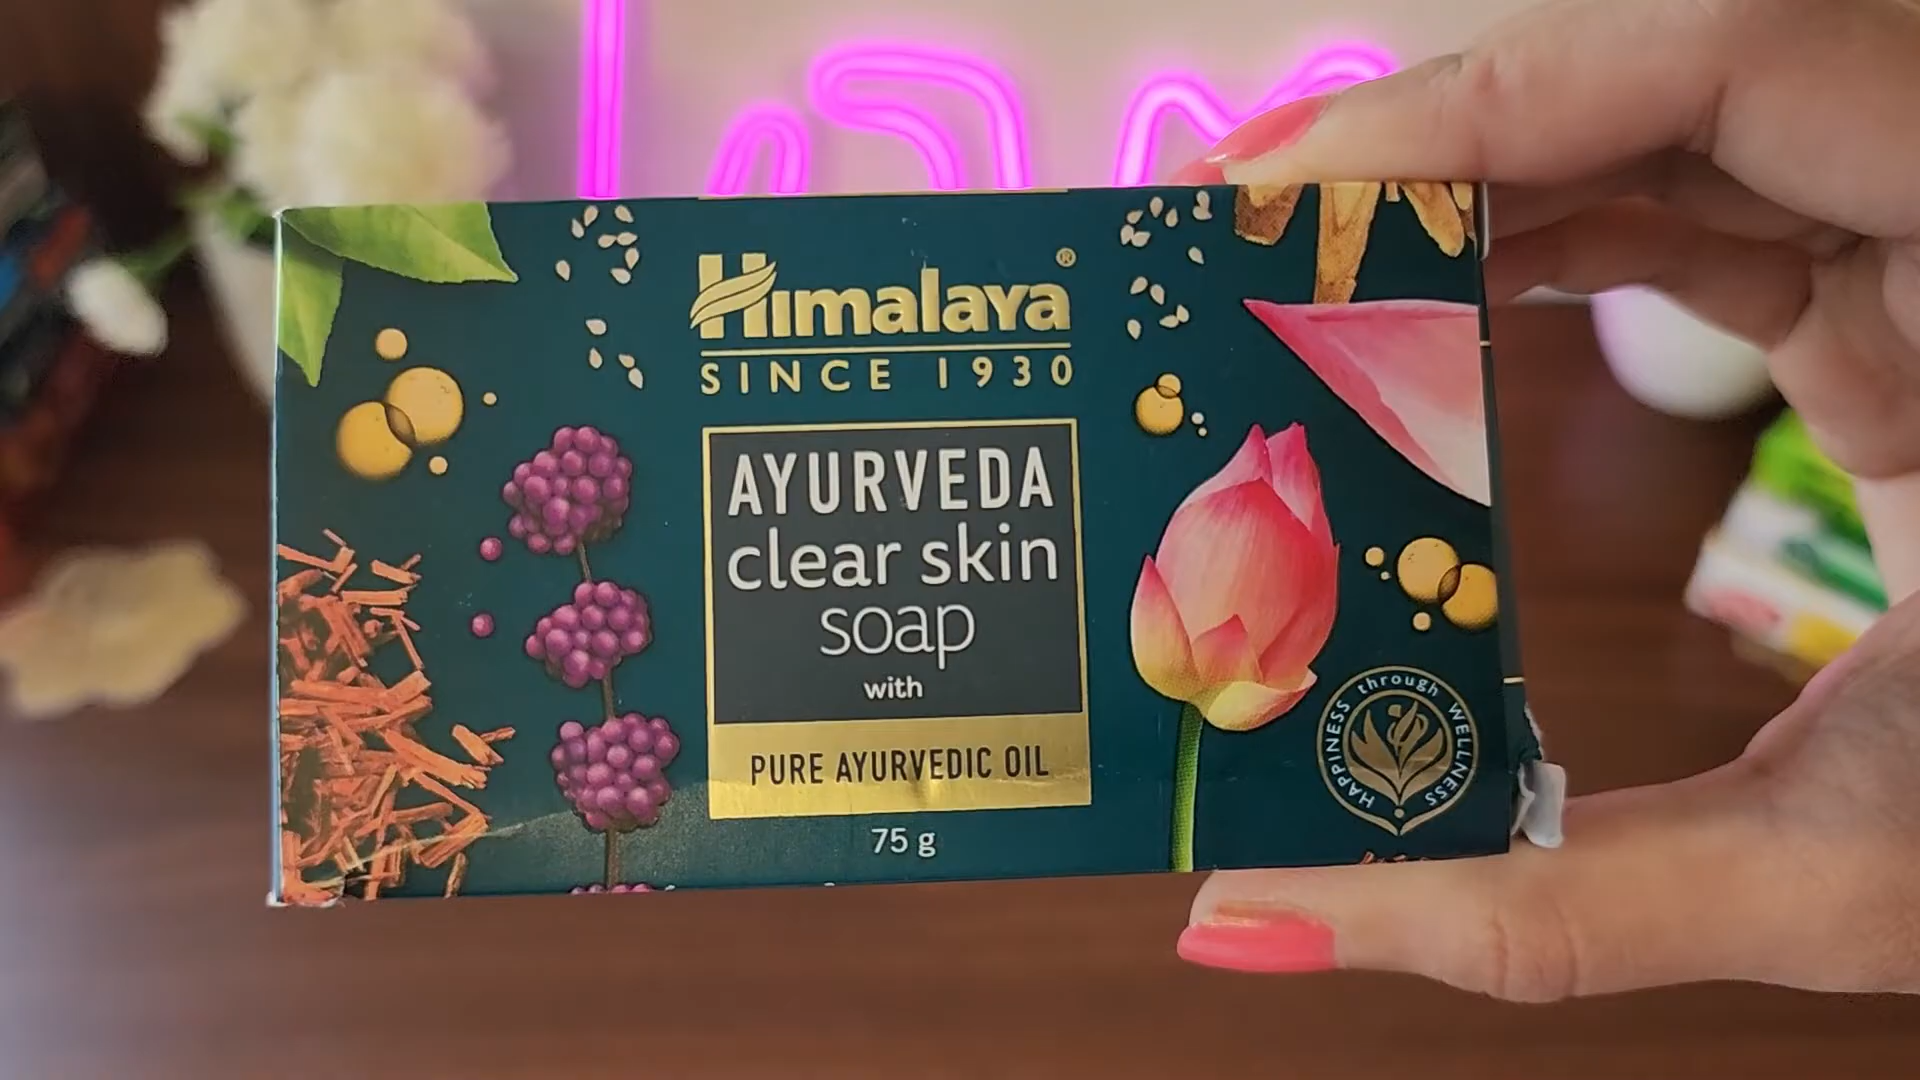 Himalaya®
SINCE 1930
AYURVEDA
clear skin
soap
with
PURE AYURVEDIC OIL
75 g
HAPPINESS through WELLNESS